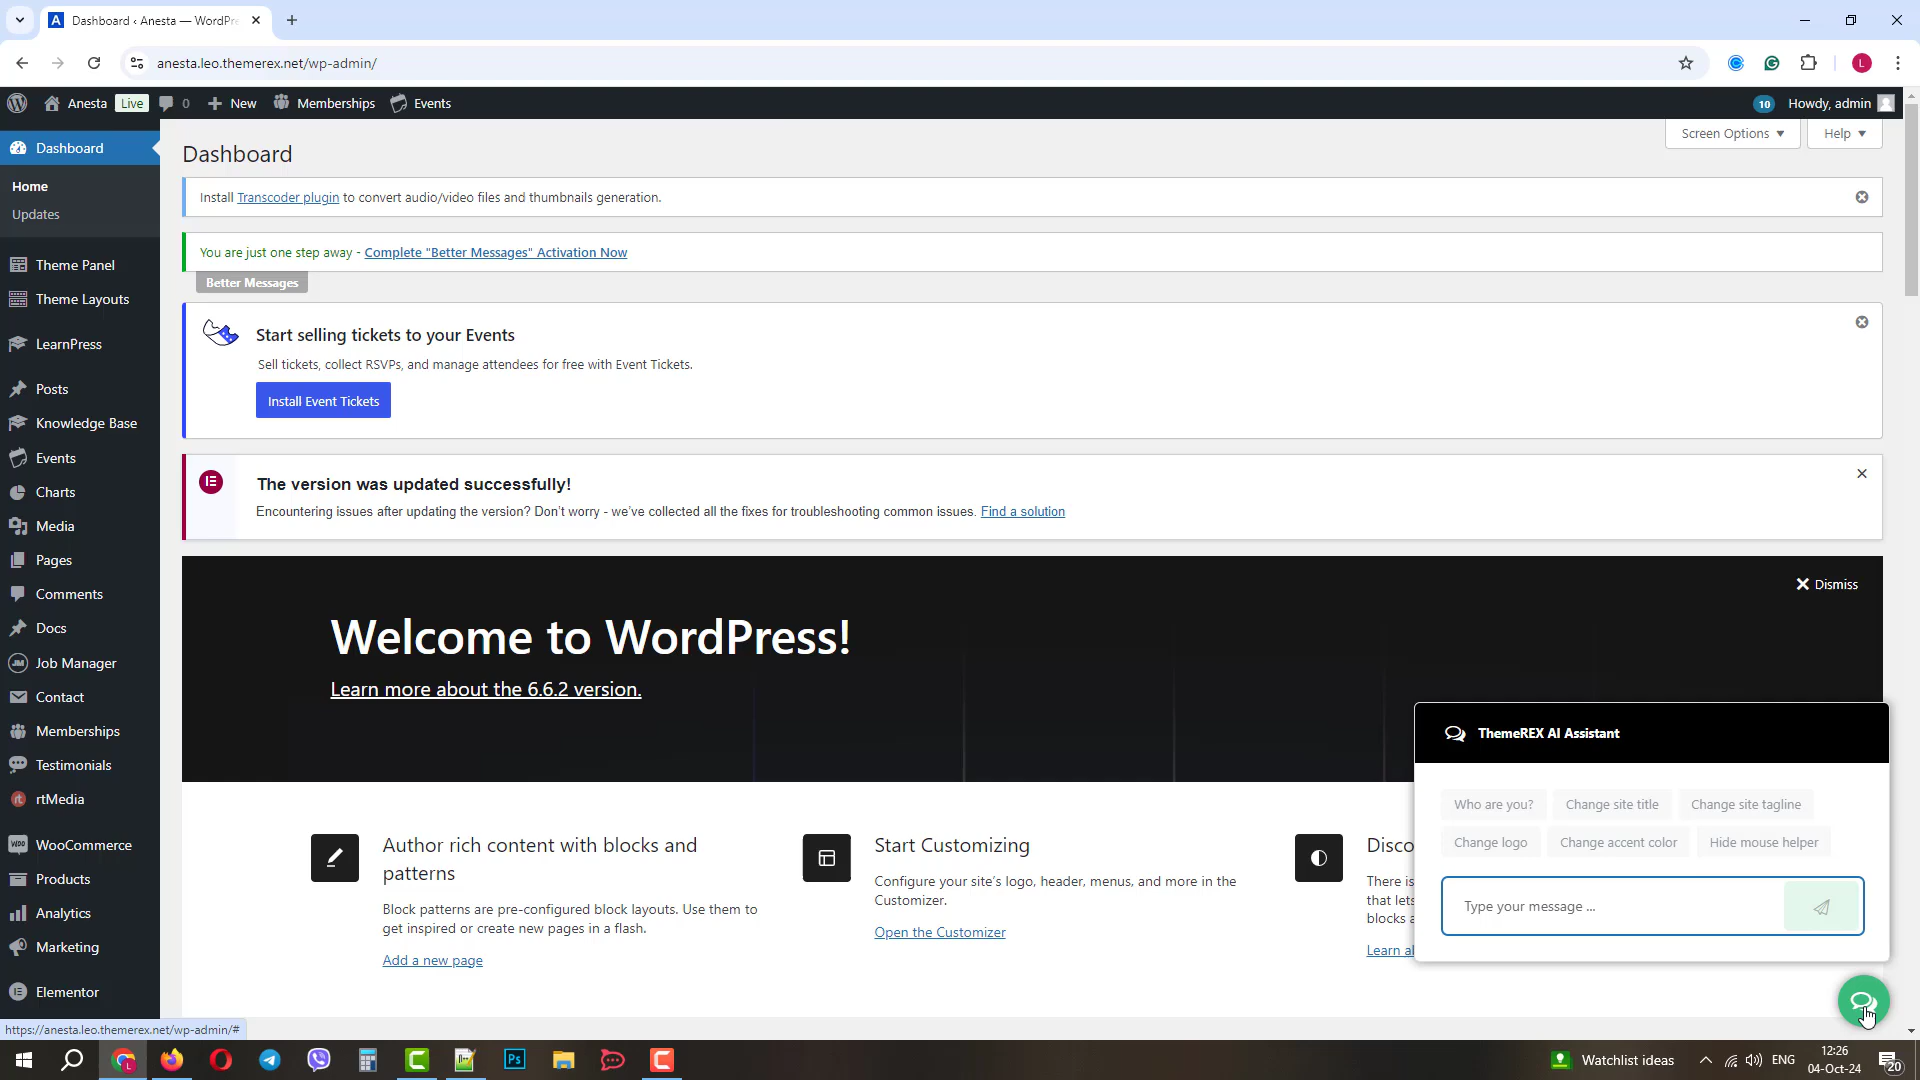 Dashboard ‹ Anesta — WordPre
anesta.leo.themerex.net/wp-admin/
Anesta Live 0 New Memberships Events 10 Howdy, admin
Screen Options Help
Dashboard
Home
Updates
Theme Panel
Theme Layouts
LearnPress
Posts
Knowledge Base
Events
Charts
Media
Pages
Comments
Docs
Job Manager
Contact
Memberships
Testimonials
rtMedia
WooCommerce
Products
Analytics
Marketing
Elementor
Dashboard
Install Transcoder plugin to convert audio/video files and thumbnails generation.
You are just one step away - Complete "Better Messages" Activation Now
Better Messages
Start selling tickets to your Events
Sell tickets, collect RSVPs, and manage attendees for free with Event Tickets.
Install Event Tickets
The version was updated successfully!
Encountering issues after updating the version? Don't worry - we've collected all the fixes for troubleshooting common issues. Find a solution
Dismiss
Welcome to WordPress!
Learn more about the 6.6.2 version.
Author rich content with blocks and
patterns
Block patterns are pre-configured block layouts. Use them to
get inspired or create new pages in a flash.
Add a new page
Start Customizing
Configure your site's logo, header, menus, and more in the
Customizer.
Open the Customizer
Disco
There is
that lets
blocks a
Learn al
ThemeREX AI Assistant
Who are you? Change site title Change site tagline
Change logo Change accent color Hide mouse helper
Type your message ...
https://anesta.leo.themerex.net/wp-admin/#
Watchlist ideas
ENG
12:26
04-Oct-24
20